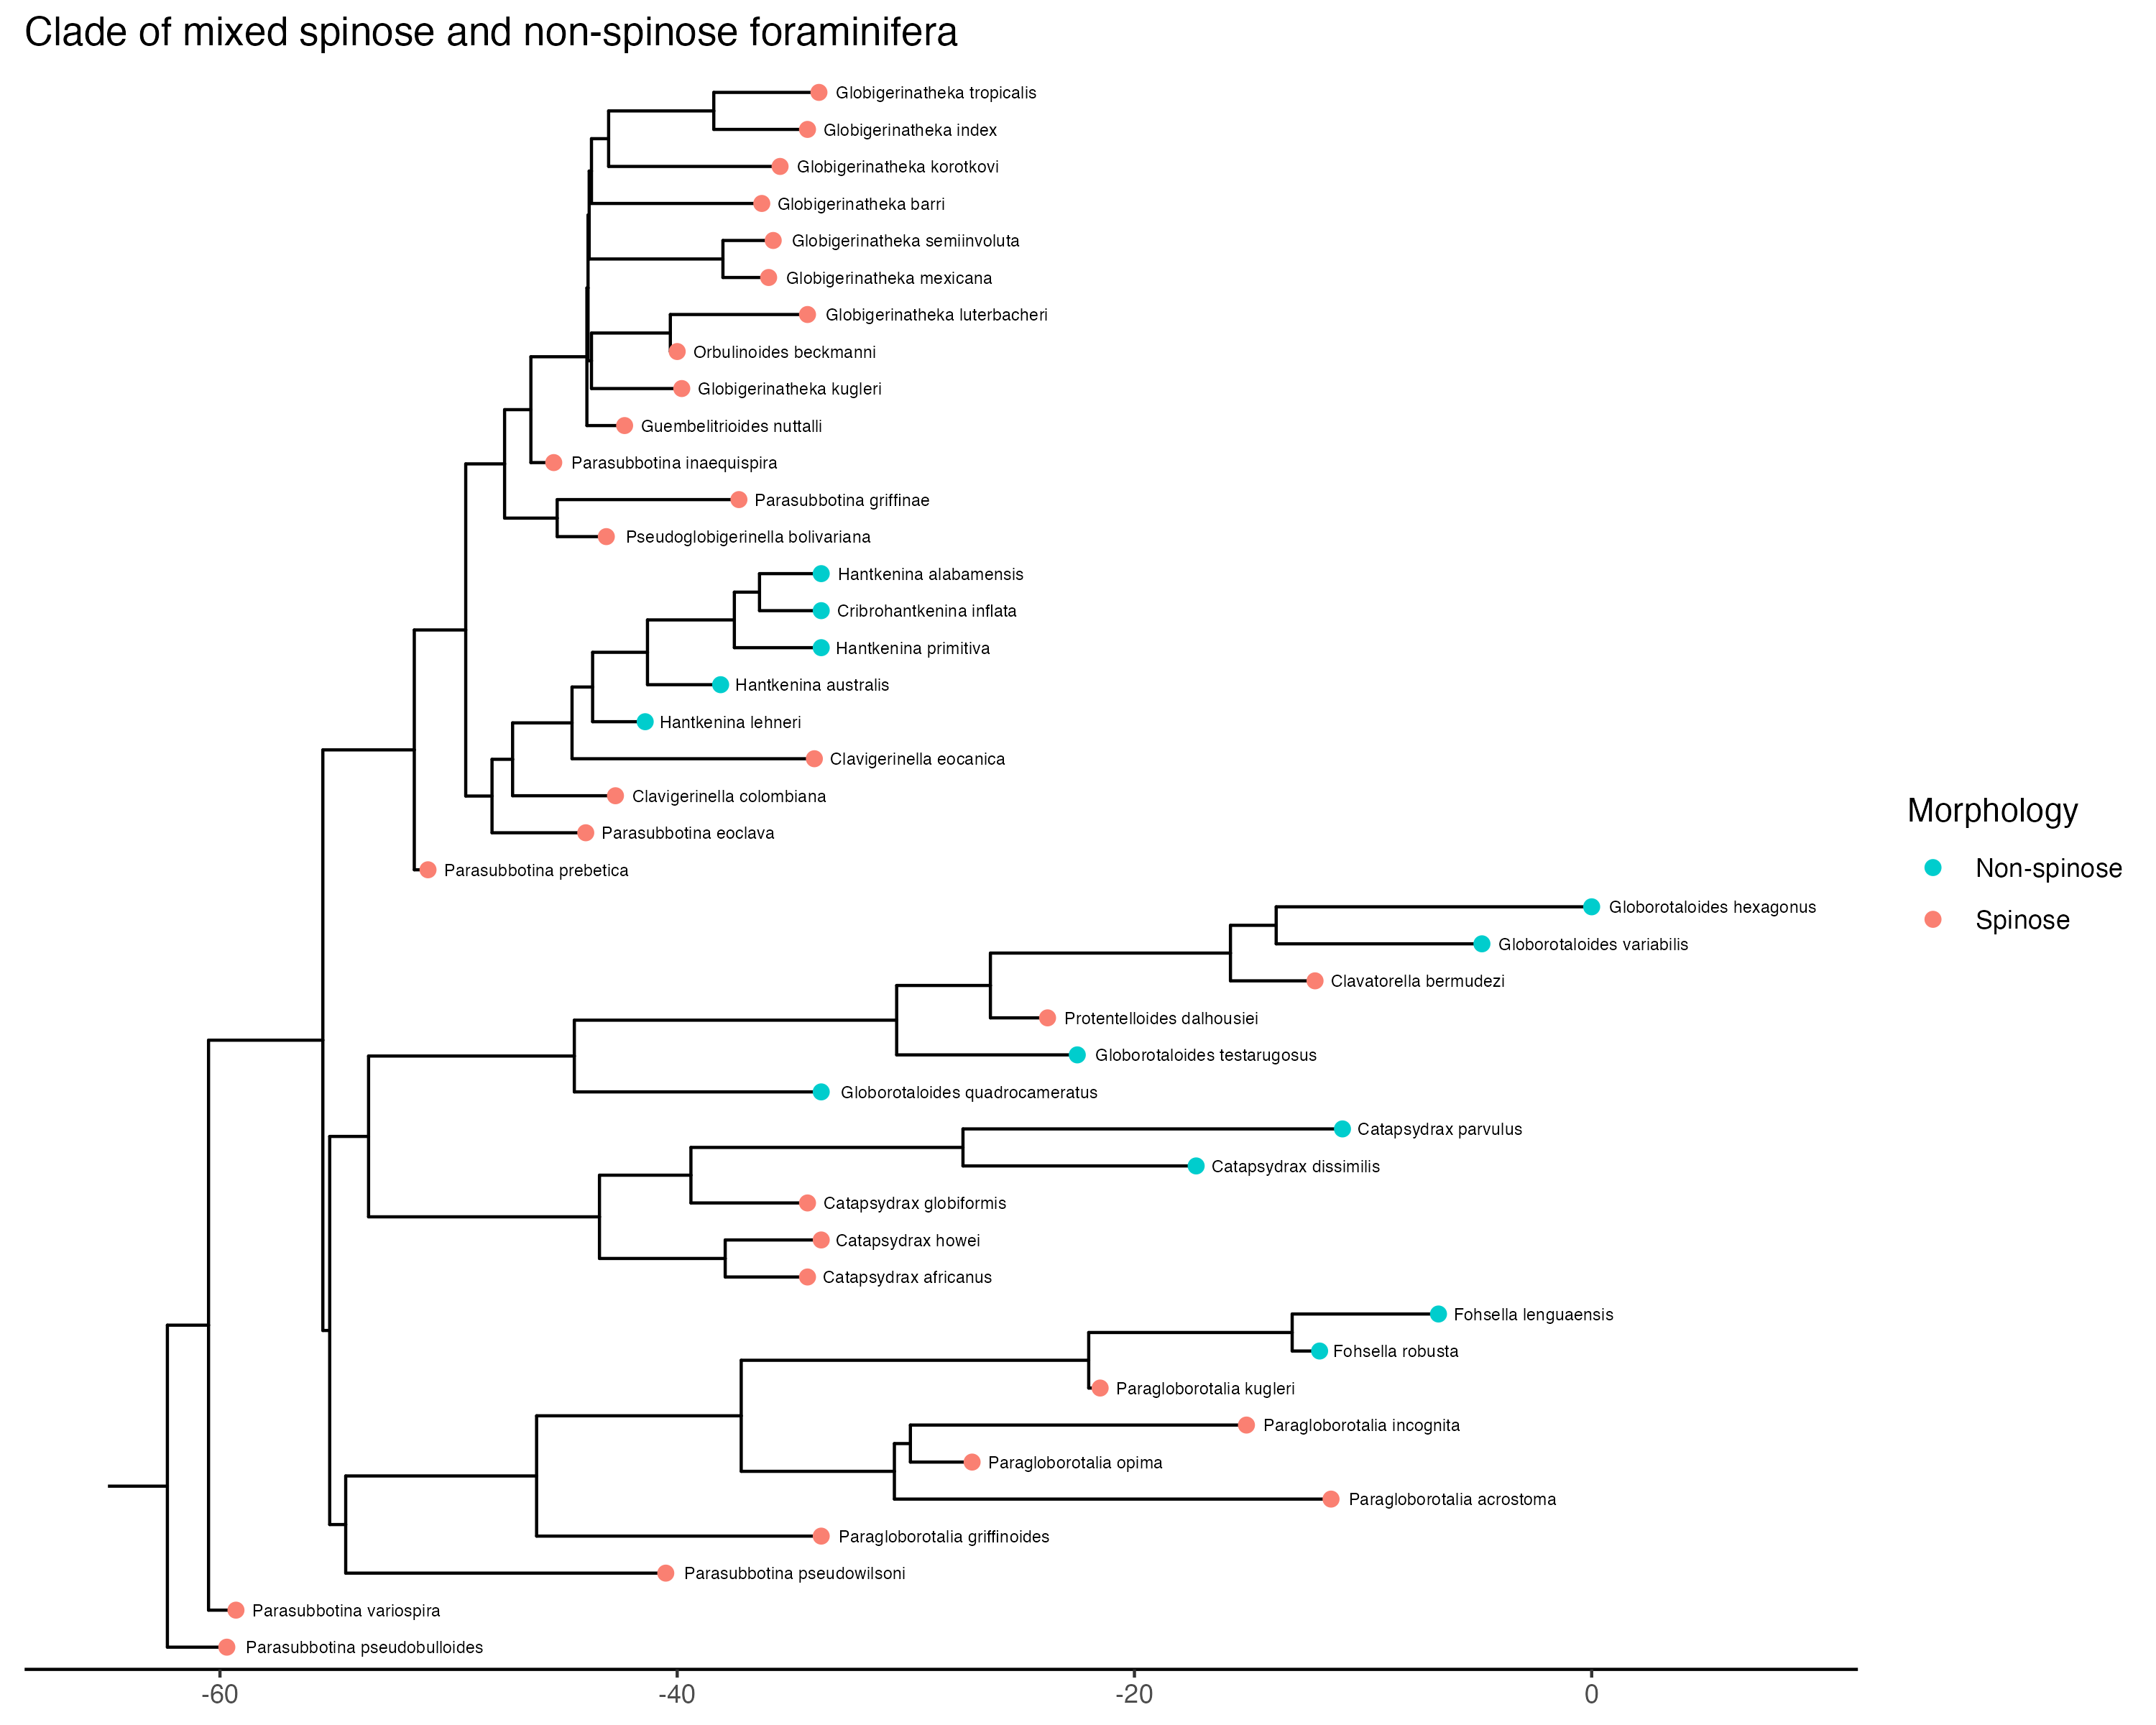 Clade of mixed spinose and non-spinose foraminifera
Globigerinatheka tropicalis
Globigerinatheka index
Globigerinatheka korotkovi
Globigerinatheka barri
Globigerinatheka semiinvoluta
Globigerinatheka mexicana
Globigerinatheka luterbacheri
Orbulinoides beckmanni
Globigerinatheka kugleri
Guembelitrioides nuttalli
Parasubbotina inaequispira
Parasubbotina griffinae
Pseudoglobigerinella bolivariana
Hantkenina alabamensis
Cribrohantkenina inflata
Hantkenina primitiva
Hantkenina australis
Hantkenina lehneri
Clavigerinella eocanica
Clavigerinella colombiana
Parasubbotina eoclava
Parasubbotina prebetica
Globorotaloides hexagonus
Globorotaloides variabilis
Clavatorella bermudezi
Protentelloides dalhousiei
Globorotaloides testarugosus
Globorotaloides quadrocameratus
Catapsydrax parvulus
Catapsydrax dissimilis
Catapsydrax globiformis
Catapsydrax howei
Catapsydrax africanus
Fohsella lenguaensis
Fohsella robusta
Paragloborotalia kugleri
Paragloborotalia incognita
Paragloborotalia opima
Paragloborotalia acrostoma
Paragloborotalia griffinoides
Parasubbotina pseudowilsoni
Parasubbotina variospira
Parasubbotina pseudobulloides
-60 -40 -20 0
Morphology
Non-spinose
Spinose